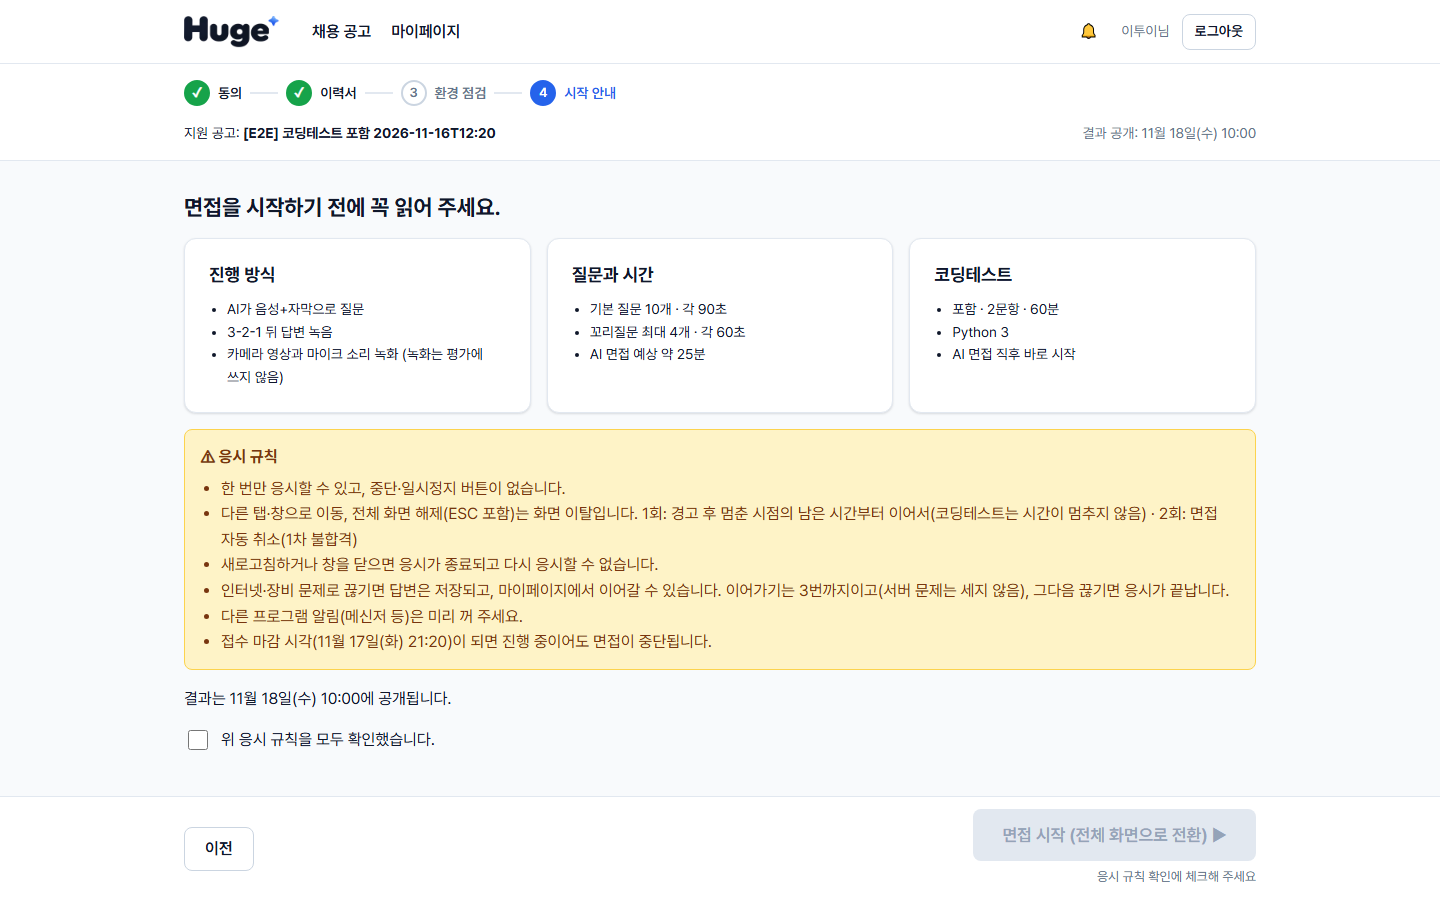 Huge
채용 공고
마이페이지
이투이님
로그아웃
동의
이력서
3
환경 점검
4
시작 안내
지원 공고: [E2E] 코딩테스트 포함 2026-11-16T12:20
결과 공개: 11월 18일(수) 10:00
면접을 시작하기 전에 꼭 읽어 주세요.
진행 방식
• AI가 음성+자막으로 질문
• 3-2-1 뒤 답변 녹음
• 카메라 영상과 마이크 소리 녹화 (녹화는 평가에
쓰지 않음)
질문과 시간
• 기본 질문 10개 · 각 90초
• 꼬리질문 최대 4개 · 각 60초
• AI 면접 예상 약 25분
코딩테스트
• 포함 · 2문항 · 60분
• Python 3
• AI 면접 직후 바로 시작
⚠ 응시 규칙
• 한 번만 응시할 수 있고, 중단·일시정지 버튼이 없습니다.
• 다른 탭·창으로 이동, 전체 화면 해제(ESC 포함)는 화면 이탈입니다. 1회: 경고 후 멈춘 시점의 남은 시간부터 이어서(코딩테스트는 시간이 멈추지 않음) · 2회: 면접
자동 취소(1차 불합격)
• 새로고침하거나 창을 닫으면 응시가 종료되고 다시 응시할 수 없습니다.
• 인터넷·장비 문제로 끊기면 답변은 저장되고, 마이페이지에서 이어갈 수 있습니다. 이어가기는 3번까지이고(서버 문제는 세지 않음), 그다음 끊기면 응시가 끝납니다.
• 다른 프로그램 알림(메신저 등)은 미리 꺼 주세요.
• 접수 마감 시각(11월 17일(화) 21:20)이 되면 진행 중이어도 면접이 중단됩니다.
결과는 11월 18일(수) 10:00에 공개됩니다.
위 응시 규칙을 모두 확인했습니다.
이전
면접 시작 (전체 화면으로 전환) ▶
응시 규칙 확인에 체크해 주세요